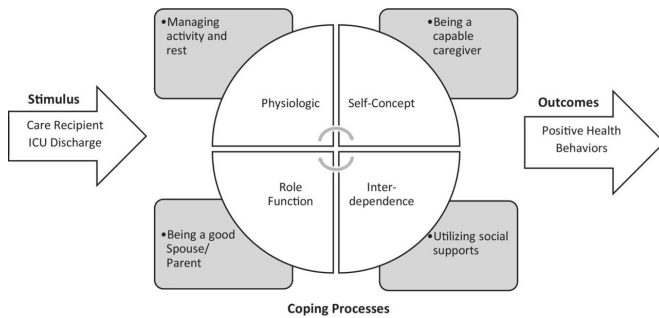 •Managing
activity and
rest
•Being a
capable
caregiver
Physiologic
Self-Concept
Stimulus
Care Recipient
ICU Discharge
Outcomes
Positive Health
Behaviors
Role
Function
Inter-
dependence
•Being a good
Spouse/
Parent
•Utilizing social
supports
Coping Processes